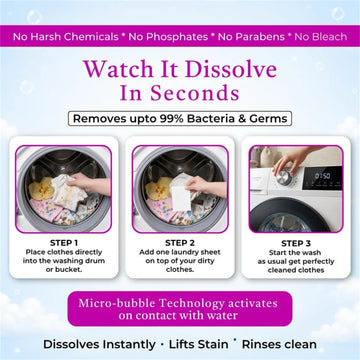 No Harsh Chemicals * No Phosphates * No Parabens * No Bleach
Watch It Dissolve
In Seconds
Removes upto 99% Bacteria & Germs
STEP 1
Place clothes directly
into the washing drum
or bucket.
STEP 2
Add one laundry sheet
on top of your dirty
clothes.
STEP 3
Start the wash
as usual get perfectly
cleaned clothes
Micro-bubble Technology activates
on contact with water
Dissolves Instantly · Lifts Stain * Rinses clean